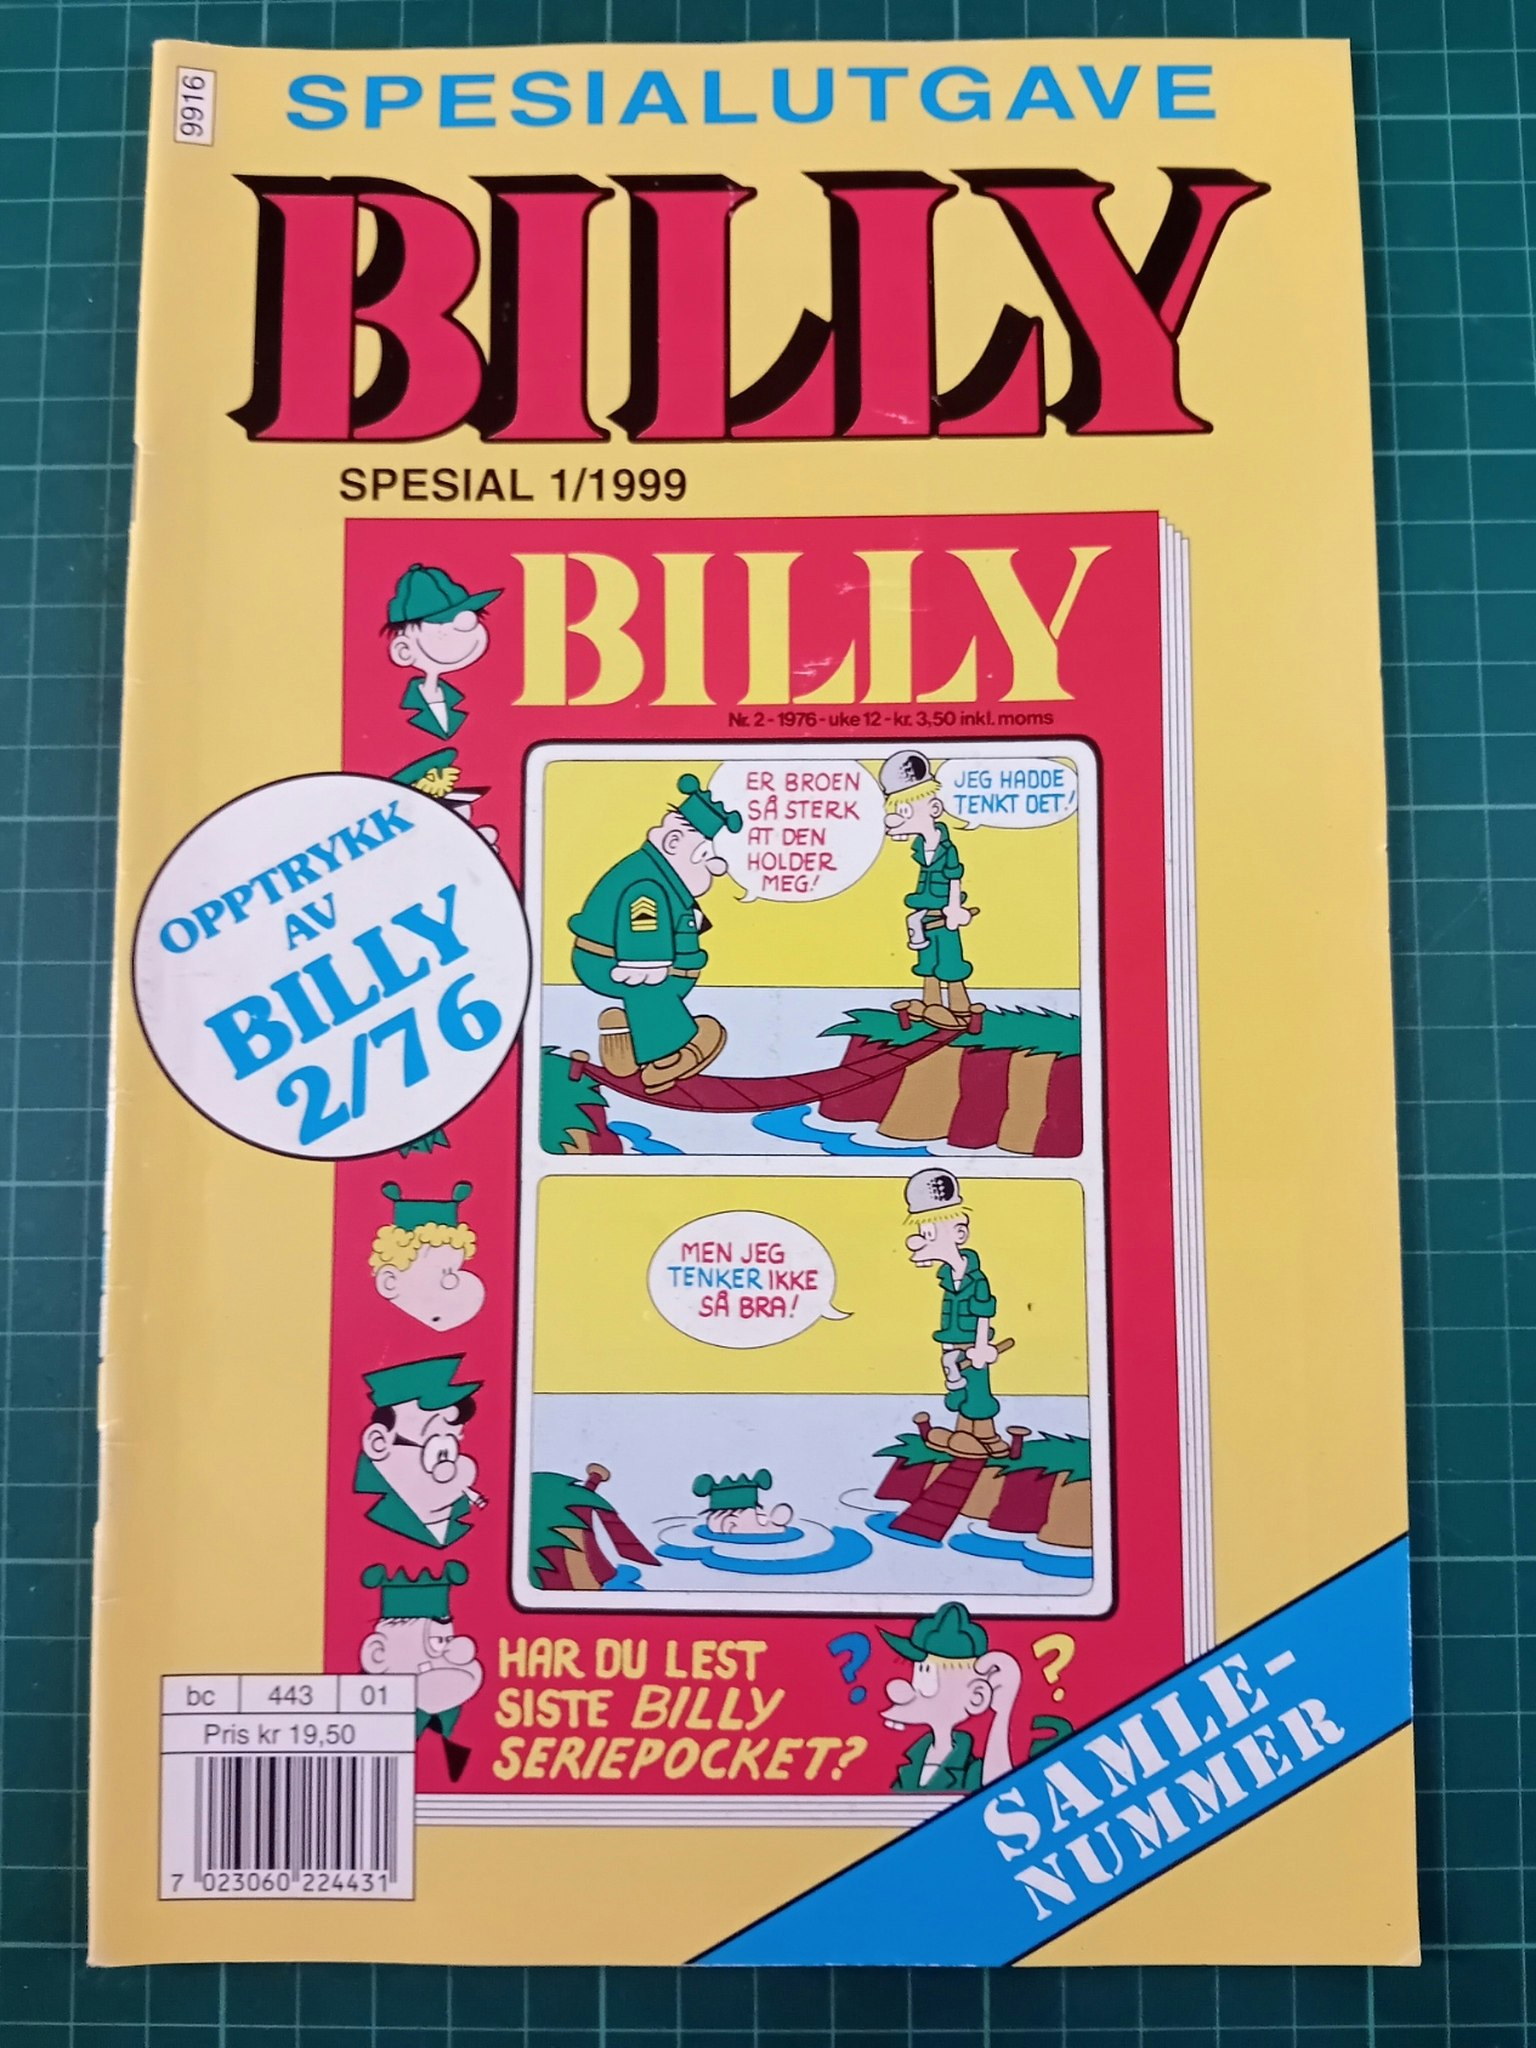 9916
SPESIALUTGAVE
BILLY
SPESIAL 1/1999
BILLY
Nr. 2 - 1976 - uke 12 - kr. 3,50 inkl. moms
ER BROEN
SÅ STERK
AT DEN
HOLDER
MEG!
JEG HADDE
TENKT DET!
OPPTRYKK
AV
BILLY
2/76
MEN JEG
TENKER IKKE
SÅ BRA!
HAR DU LEST
SISTE BILLY
SERIEPOCKET?
? ?
?
bc 443 01
Pris kr 19,50
7 023060 224431
SAMLE-
NUMMER